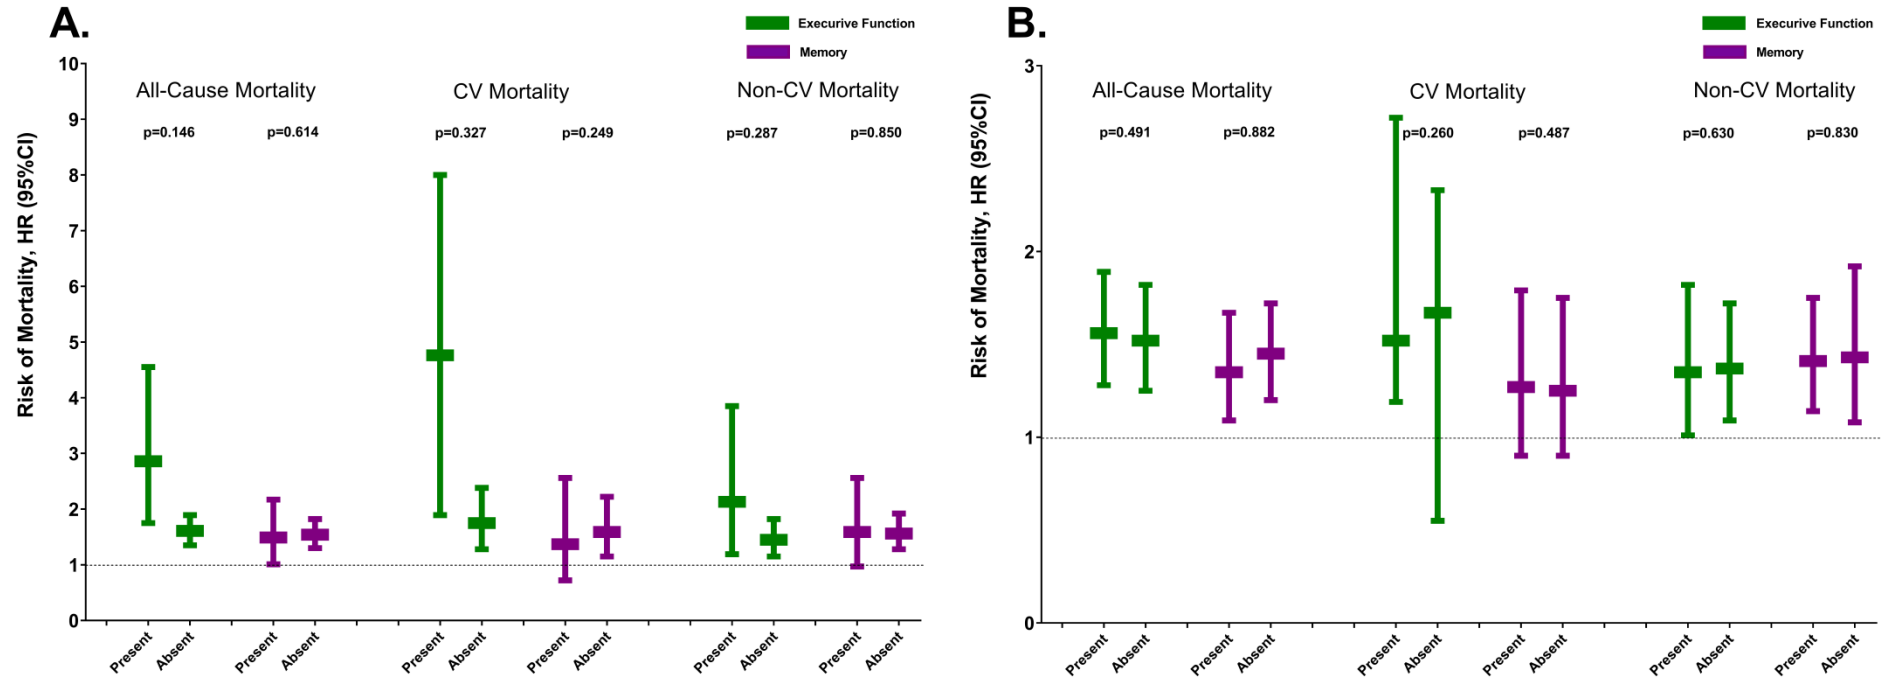 A.
Execurive Function
Memory
Risk of Mortality, HR (95%CI)
10
9
8
7
6
5
4
3
2
1
0
All-Cause Mortality
CV Mortality
Non-CV Mortality
p=0.146
p=0.614
p=0.327
p=0.249
p=0.287
p=0.850
Present
Absent
Present
Absent
Present
Absent
Present
Absent
Present
Absent
Present
Absent
B.
Execurive Function
Memory
Risk of Mortality, HR (95%CI)
3
2
1
0
All-Cause Mortality
CV Mortality
Non-CV Mortality
p=0.491
p=0.882
p=0.260
p=0.487
p=0.630
p=0.830
Present
Absent
Present
Absent
Present
Absent
Present
Absent
Present
Absent
Present
Absent